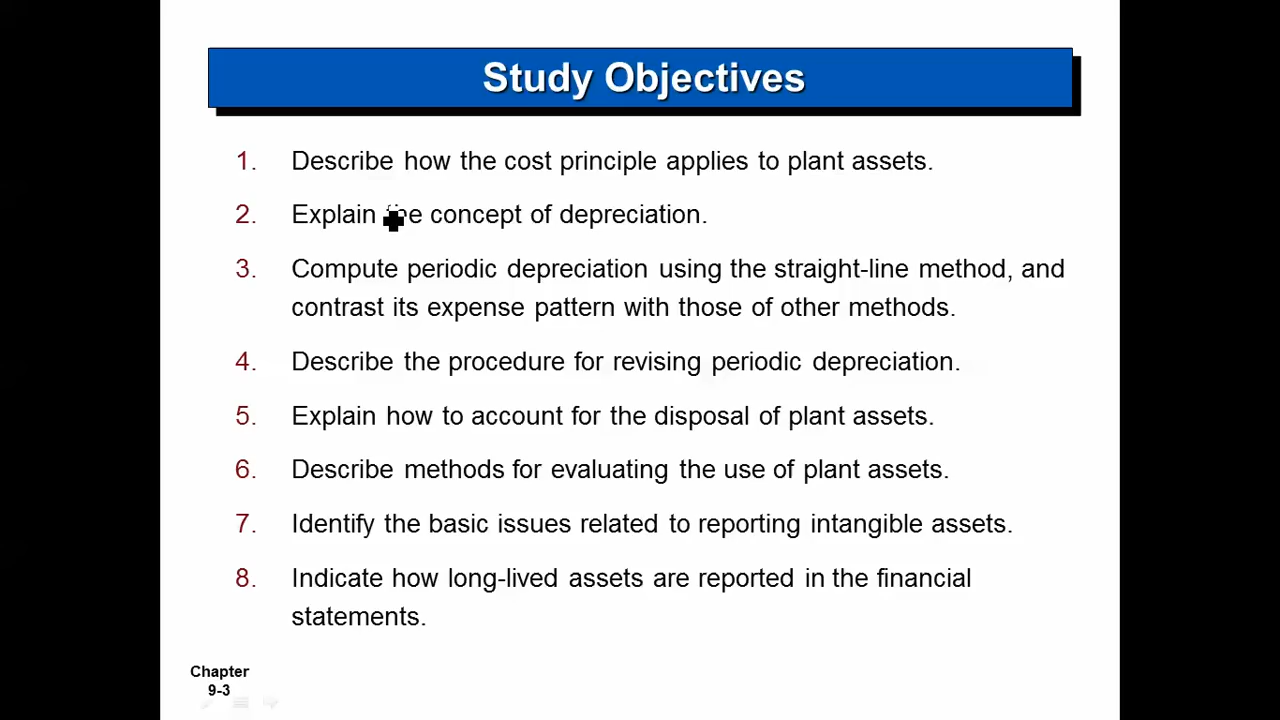 Study Objectives
1. Describe how the cost principle applies to plant assets.
2. Explain the concept of depreciation.
3. Compute periodic depreciation using the straight-line method, and
contrast its expense pattern with those of other methods.
4. Describe the procedure for revising periodic depreciation.
5. Explain how to account for the disposal of plant assets.
6. Describe methods for evaluating the use of plant assets.
7. Identify the basic issues related to reporting intangible assets.
8. Indicate how long-lived assets are reported in the financial
statements.
Chapter
9-3